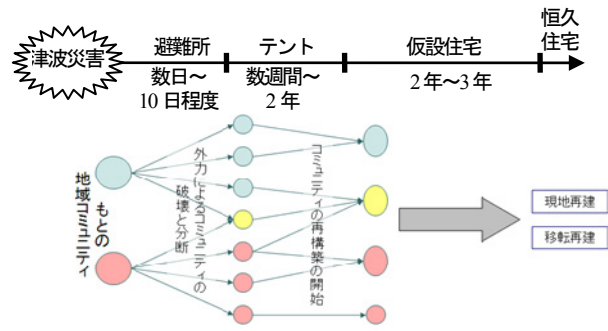 津波災害
避難所
数日～
10日程度
テント
数週間～
2年
仮設住宅
2年～3年
恒久
住宅
もとの
地域コミュニティ
外力によるコミュニティの
破壊と分断
コミュニティの再構築の開始
現地再建
移転再建